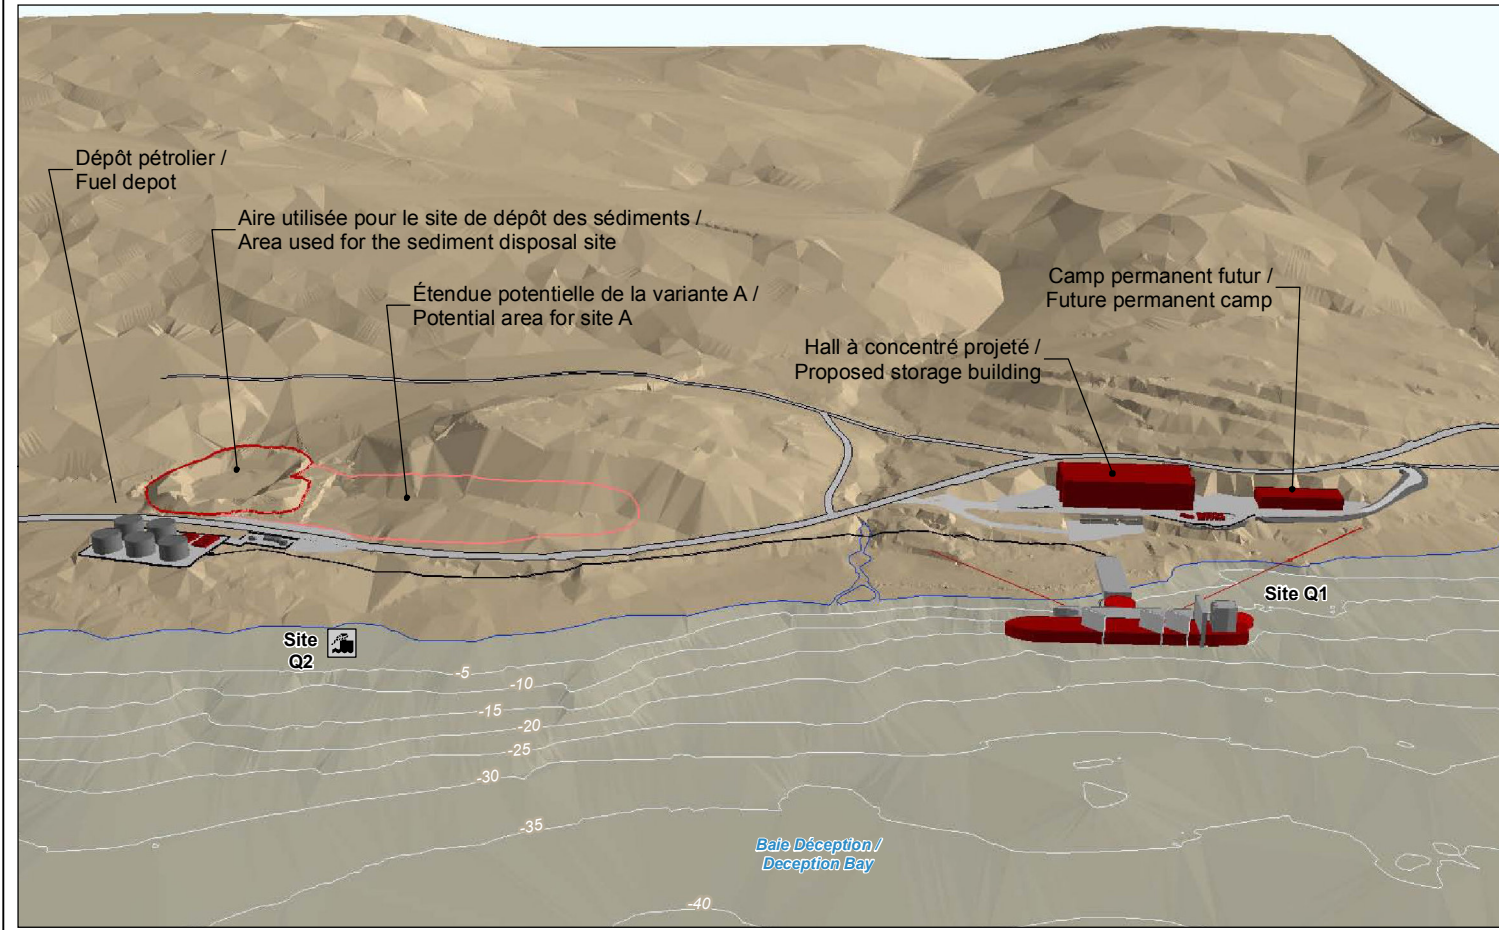 Dépôt pétrolier /
Fuel depot
Aire utilisée pour le site de dépôt des sédiments /
Area used for the sediment disposal site
Étendue potentielle de la variante A /
Potential area for site A
Camp permanent futur /
Future permanent camp
Hall à concentré projeté /
Proposed storage building
Site Q1
Site
Q2
-5
-10
-15
-20
-25
-30
-35
Baie Déception /
Deception Bay
-40